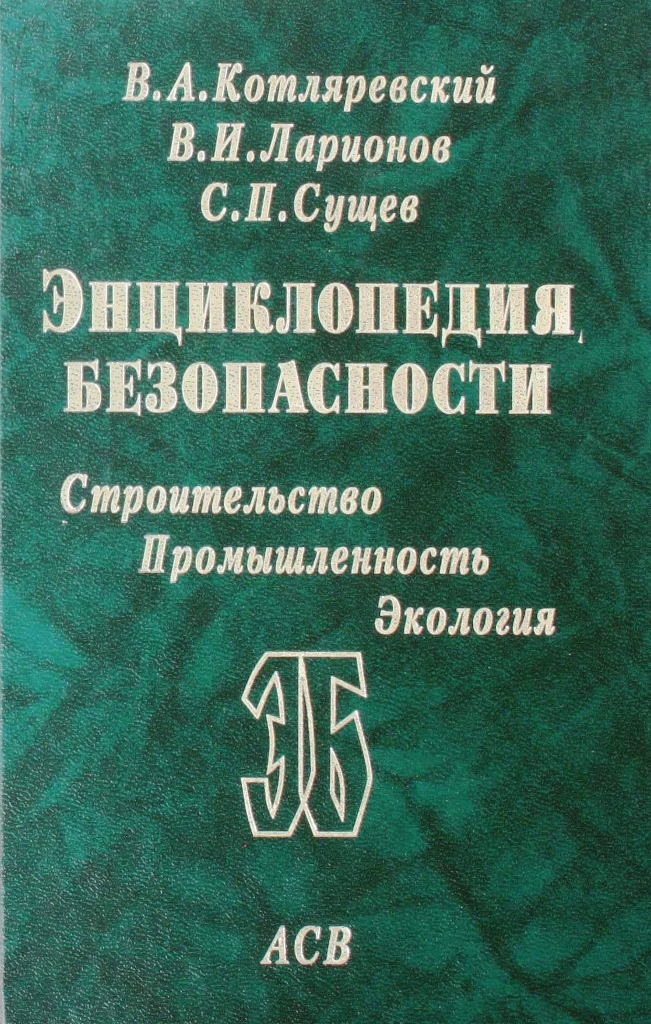 В.А.Котляревский
В.И.Ларионов
С.П.Сущев
ЭНЦИКЛОПЕДИЯ
БЕЗОПАСНОСТИ
Строительство
Промышленность
Экология
ЭБ
АСВ